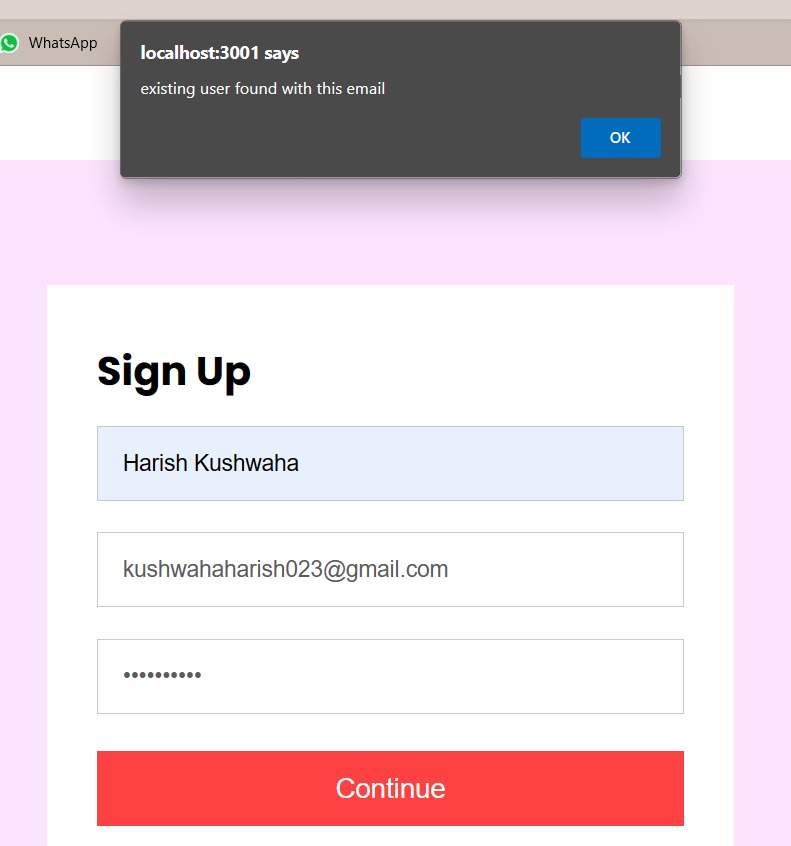 WhatsApp
localhost:3001 says
existing user found with this email
OK
Sign Up
Harish Kushwaha
kushwahaharish023@gmail.com
••••••••••
Continue